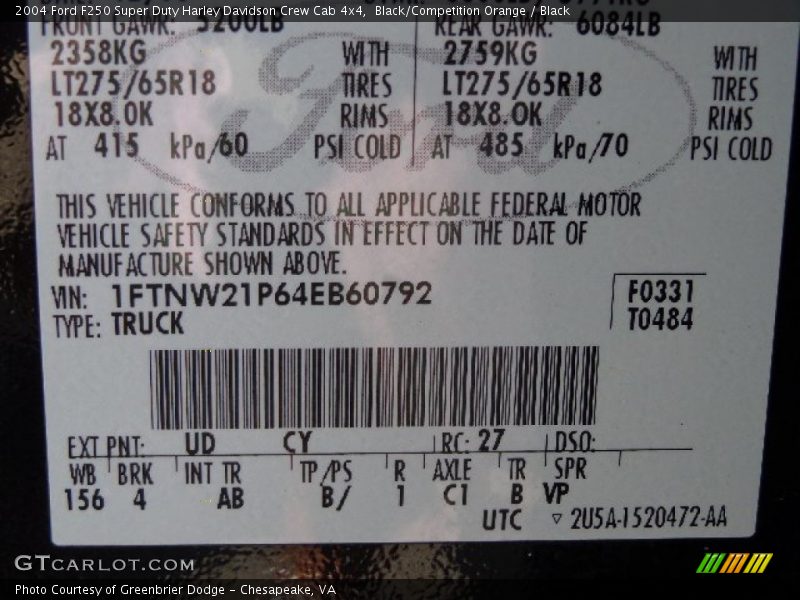 2004 Ford F250 Super Duty Harley Davidson Crew Cab 4x4, Black/Competition Orange / Black
FRONT GAWR: 5200LB REAR GAWR: 6084LB
2358KG WITH 2759KG WITH
LT275/65R18 TIRES LT275/65R18 TIRES
18X8.0K RIMS 18X8.0K RIMS
AT 415 kPa/60 PSI COLD AT 485 kPa/70 PSI COLD
THIS VEHICLE CONFORMS TO ALL APPLICABLE FEDERAL MOTOR
VEHICLE SAFETY STANDARDS IN EFFECT ON THE DATE OF
MANUFACTURE SHOWN ABOVE.
VIN: 1FTNW21P64EB60792 F0331
TYPE: TRUCK T0484
EXT PNT: UD CY RC: 27 DSO:
WB BRK INT TR TP/PS R AXLE TR SPR
156 4 AB B/ 1 C1 B VP
UTC ▽ 2U5A-1520472-AA
GTCARLOT.COM
Photo Courtesy of Greenbrier Dodge - Chesapeake, VA